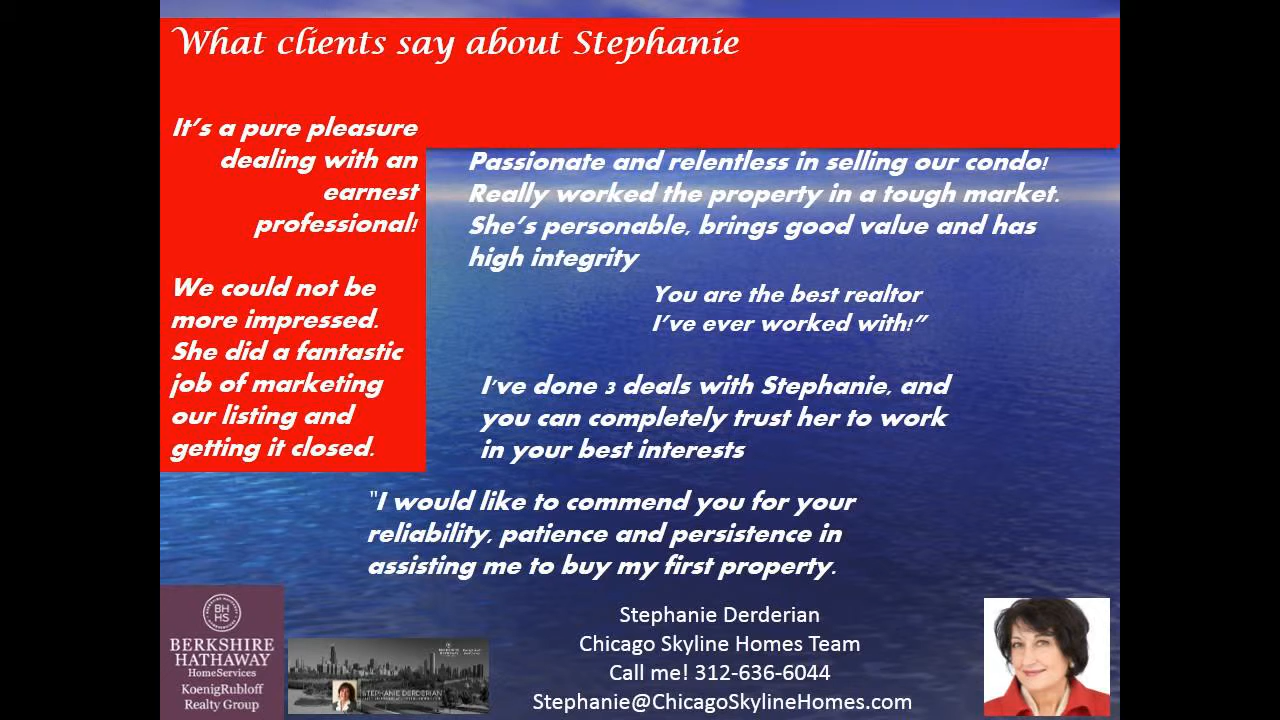 What clients say about Stephanie
It's a pure pleasure
dealing with an
earnest
professional!
We could not be
more impressed.
She did a fantastic
job of marketing
our listing and
getting it closed.
Passionate and relentless in selling our condo!
Really worked the property in a tough market.
She's personable, brings good value and has
high integrity
You are the best realtor
I've ever worked with!”
I've done 3 deals with Stephanie, and
you can completely trust her to work
in your best interests
"I would like to commend you for your
reliability, patience and persistence in
assisting me to buy my first property.
BH
HS
BERKSHIRE
HATHAWAY
HomeServices
KoenigRubloff
Realty Group
STEPHANIE DERDERIAN
Stephanie Derderian
Chicago Skyline Homes Team
Call me! 312-636-6044
Stephanie@ChicagoSkylineHomes.com